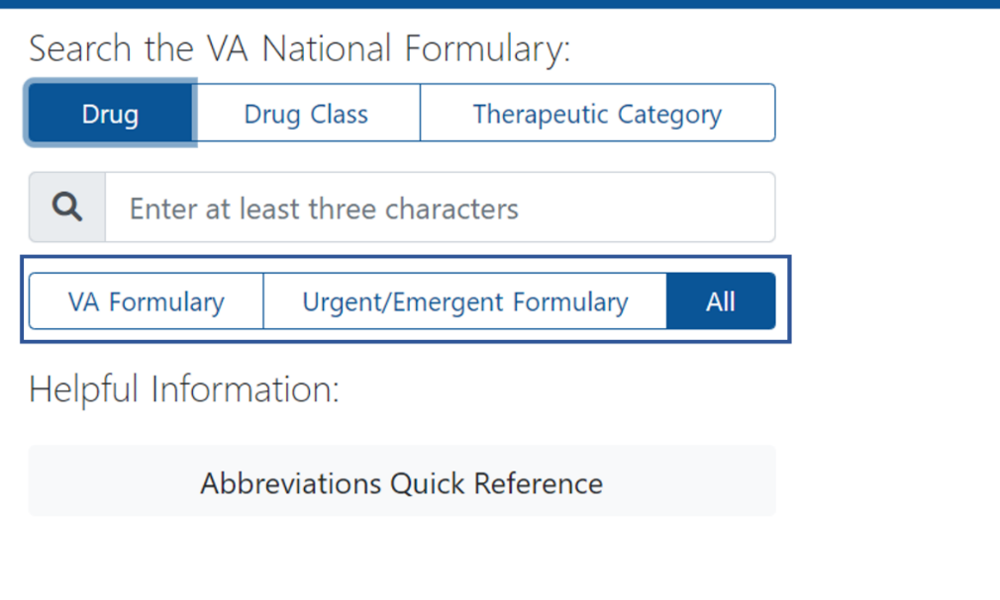 Search the VA National Formulary:
Drug Drug Class Therapeutic Category
Enter at least three characters
VA Formulary Urgent/Emergent Formulary All
Helpful Information:
Abbreviations Quick Reference